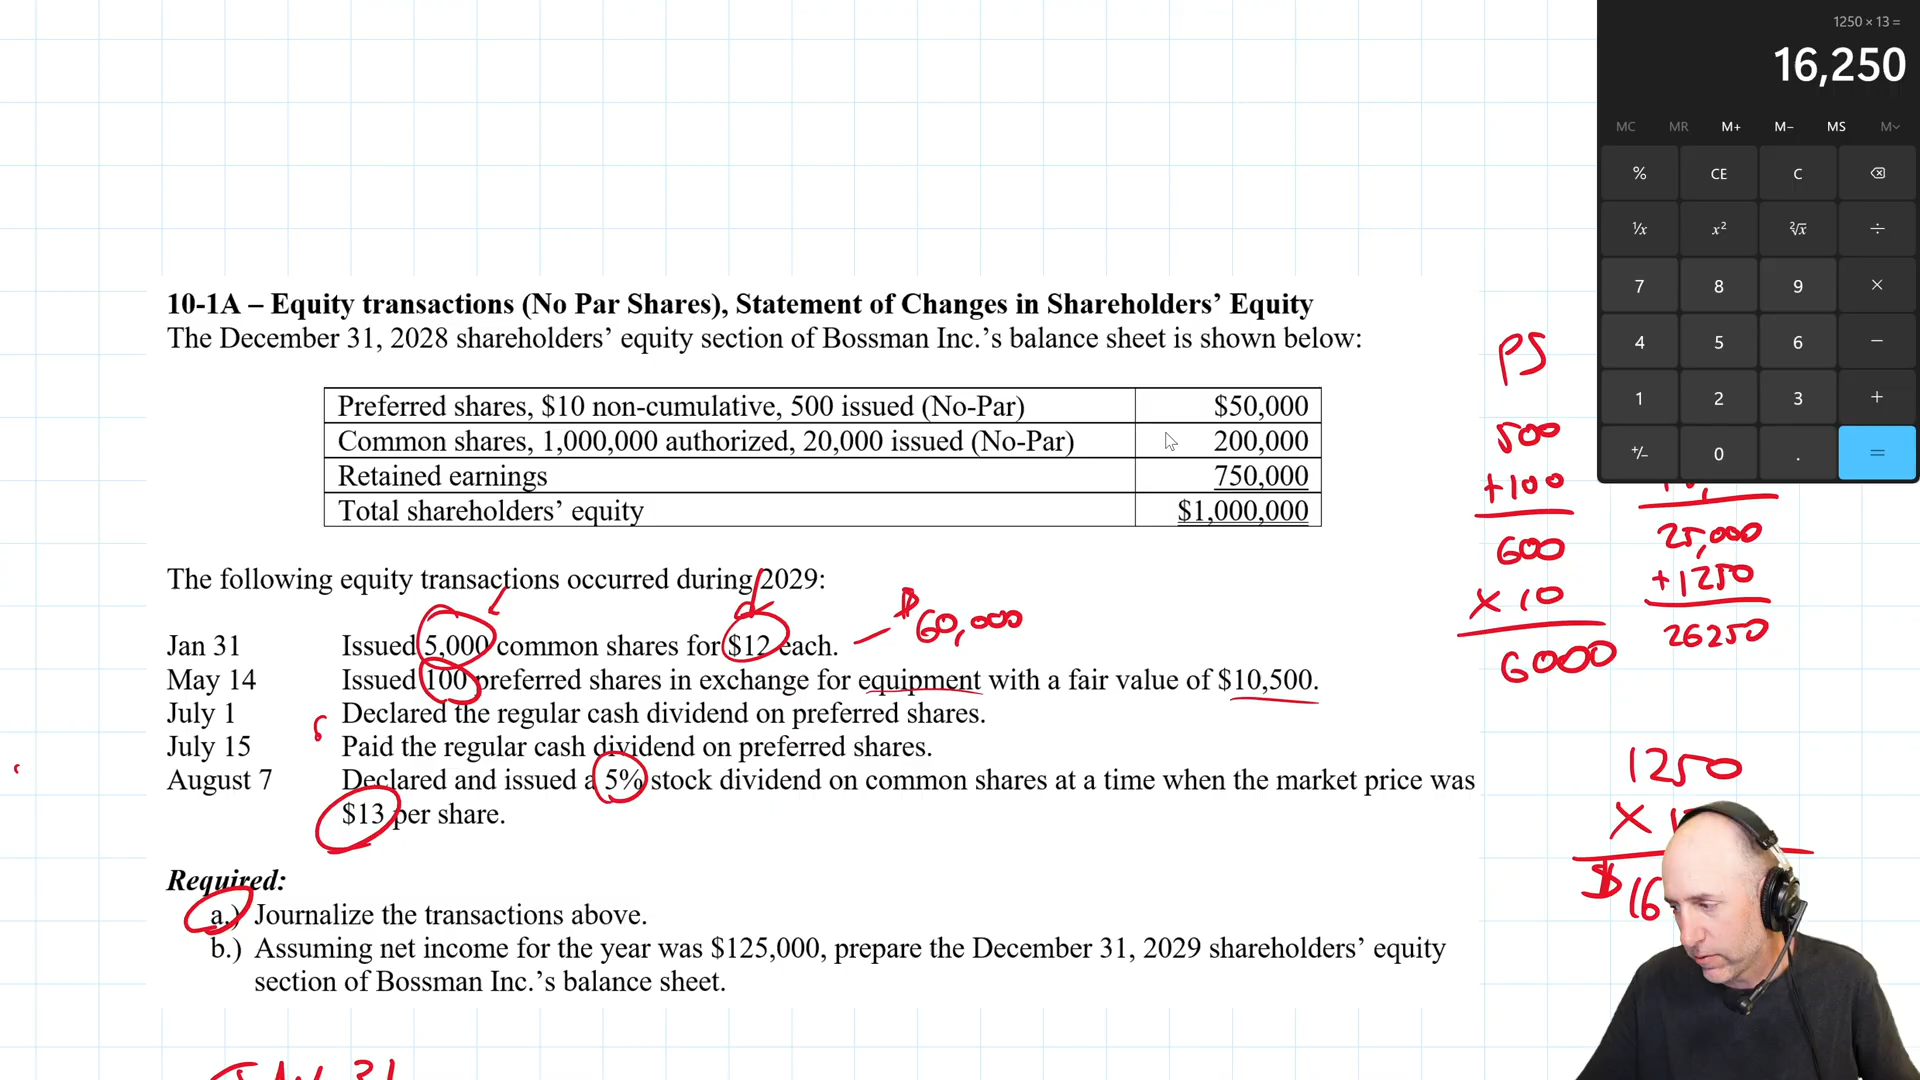 1250 × 13 =
16,250
MC MR M+ M− MS M˅
% CE C
¹/x x² ²√x ÷
7 8 9 ×
4 5 6 −
1 2 3 +
+/− 0 . =
10-1A – Equity transactions (No Par Shares), Statement of Changes in Shareholders’ Equity
The December 31, 2028 shareholders’ equity section of Bossman Inc.’s balance sheet is shown below:
Preferred shares, $10 non-cumulative, 500 issued (No-Par) $50,000
Common shares, 1,000,000 authorized, 20,000 issued (No-Par) 200,000
Retained earnings 750,000
Total shareholders’ equity $1,000,000
The following equity transactions occurred during 2029:
Jan 31 Issued 5,000 common shares for $12 each. – $60,000
May 14 Issued 100 preferred shares in exchange for equipment with a fair value of $10,500.
July 1 Declared the regular cash dividend on preferred shares.
July 15 Paid the regular cash dividend on preferred shares.
August 7 Declared and issued a 5% stock dividend on common shares at a time when the market price was
$13 per share.
Required:
a.) Journalize the transactions above.
b.) Assuming net income for the year was $125,000, prepare the December 31, 2029 shareholders’ equity
section of Bossman Inc.’s balance sheet.
PS
500
+100
600
× 10
6000
25,000
+1250
26250
1250
×
$16